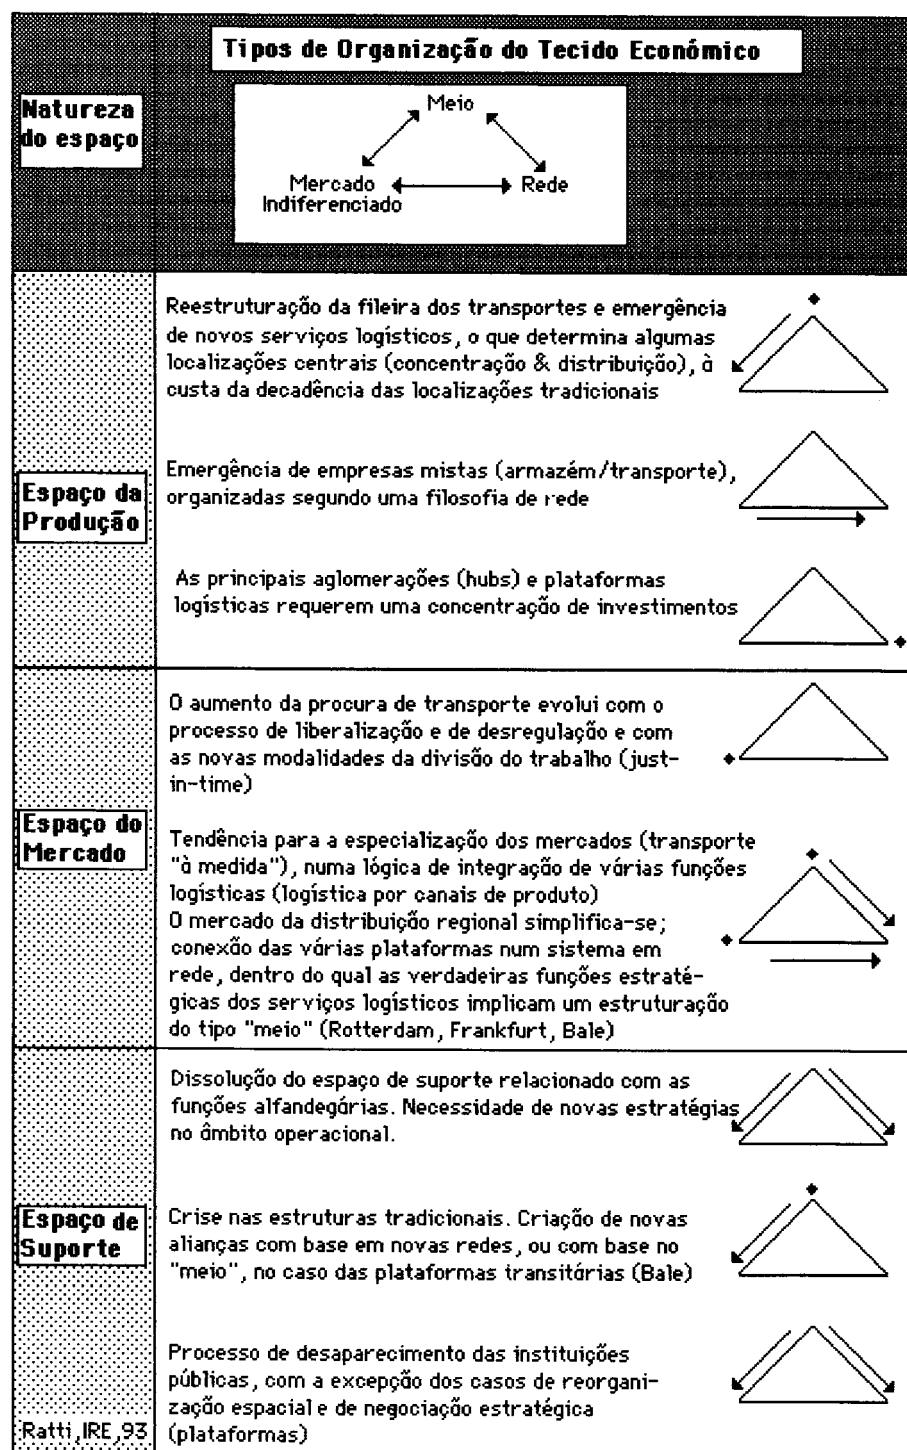 Tipos de Organização do Tecido Económico
Natureza
do espaço
Meio
Mercado
Indiferenciado
Rede
Espaço da
Produção
Reestruturação da fileira dos transportes e emergência
de novos serviços logísticos, o que determina algumas
localizações centrais (concentração & distribuição), à
custa da decadência das localizações tradicionais
Emergência de empresas mistas (armazém/transporte),
organizadas segundo uma filosofia de rede
As principais aglomerações (hubs) e plataformas
logísticas requerem uma concentração de investimentos
Espaço do
Mercado
O aumento da procura de transporte evolui com o
processo de liberalização e de desregulação e com
as novas modalidades da divisão do trabalho (just-
in-time)
Tendência para a especialização dos mercados (transporte
"à medida"), numa lógica de integração de várias funções
logísticas (logística por canais de produto)
O mercado da distribuição regional simplifica-se;
conexão das várias plataformas num sistema em
rede, dentro do qual as verdadeiras funções estraté-
gicas dos serviços logísticos implicam um estruturação
do tipo "meio" (Rotterdam, Frankfurt, Bale)
Espaço de
Suporte
Dissolução do espaço de suporte relacionado com as
funções alfandegárias. Necessidade de novas estratégias
no âmbito operacional.
Crise nas estruturas tradicionais. Criação de novas
alianças com base em novas redes, ou com base no
"meio", no caso das plataformas transitárias (Bale)
Processo de desaparecimento das instituições
públicas, com a excepção dos casos de reorgani-
zação espacial e de negociação estratégica
(plataformas)
Ratti,IRE,93